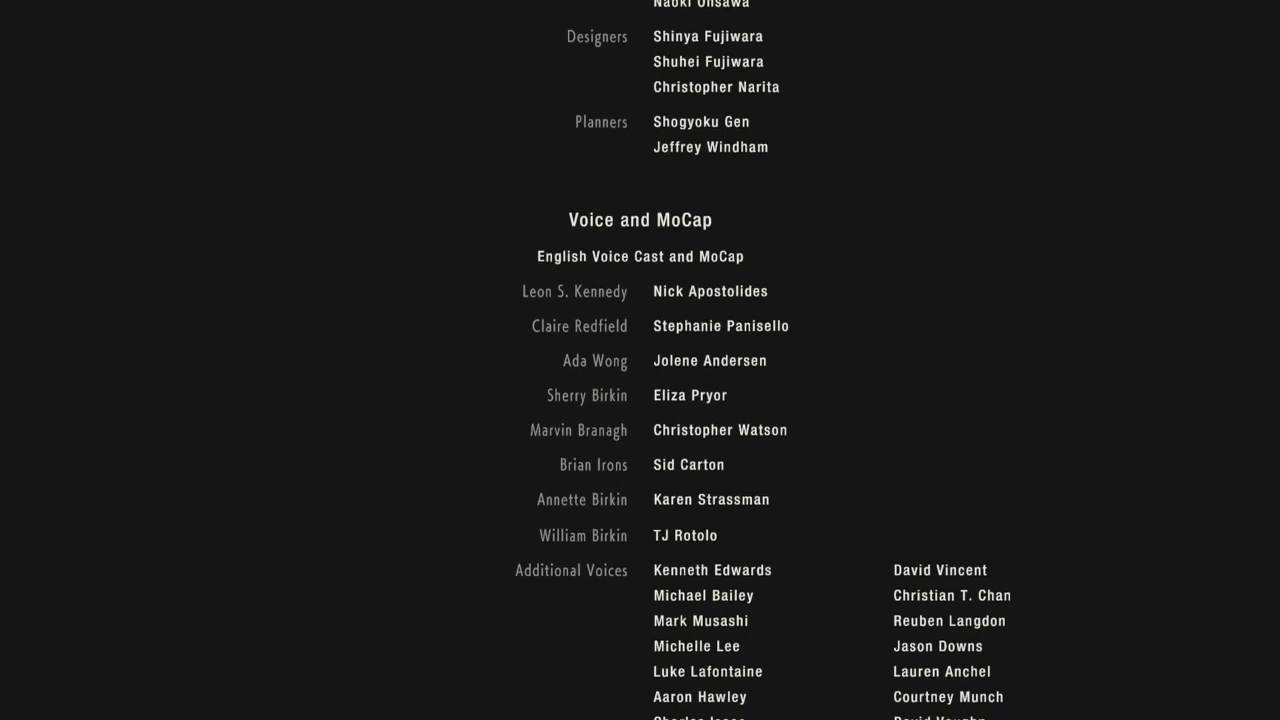 Naoki Ohsawa
Designers Shinya Fujiwara
Shuhei Fujiwara
Christopher Narita
Planners Shogyoku Gen
Jeffrey Windham
Voice and MoCap
English Voice Cast and MoCap
Leon S. Kennedy Nick Apostolides
Claire Redfield Stephanie Panisello
Ada Wong Jolene Andersen
Sherry Birkin Eliza Pryor
Marvin Branagh Christopher Watson
Brian Irons Sid Carton
Annette Birkin Karen Strassman
William Birkin TJ Rotolo
Additional Voices Kenneth Edwards David Vincent
Michael Bailey Christian T. Chan
Mark Musashi Reuben Langdon
Michelle Lee Jason Downs
Luke Lafontaine Lauren Anchel
Aaron Hawley Courtney Munch
Charles David